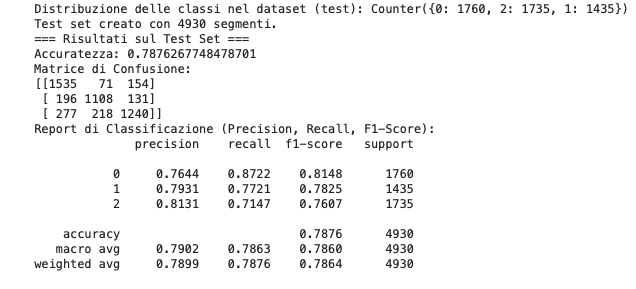 Distribuzione delle classi nel dataset (test): Counter({0: 1760, 2: 1735, 1: 1435})
Test set creato con 4930 segmenti.
=== Risultati sul Test Set ===
Accuratezza: 0.7876267748478701
Matrice di Confusione:
[[1535   71  154]
 [ 196 1108  131]
 [ 277  218 1240]]
Report di Classificazione (Precision, Recall, F1-Score):
              precision    recall  f1-score   support
           0     0.7644    0.8722    0.8148      1760
           1     0.7931    0.7721    0.7825      1435
           2     0.8131    0.7147    0.7607      1735
    accuracy                         0.7876      4930
   macro avg     0.7902    0.7863    0.7860      4930
weighted avg     0.7899    0.7876    0.7864      4930